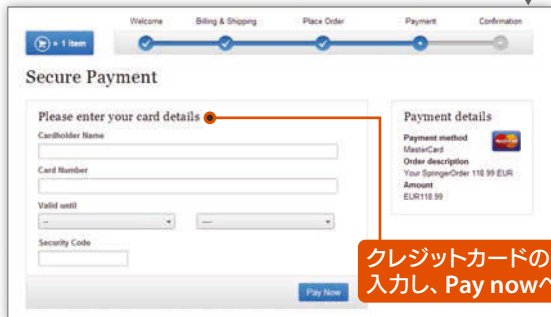 Welcome Billing & Shipping Place Order Payment Confirmation
+ 1 Item
Secure Payment
Please enter your card details
Cardholder Name
Card Number
Valid until
-- ----
Security Code
Pay Now
Payment details
Payment method
MasterCard
Order description
Your SpringerOrder 118.99 EUR
Amount
EUR118.99
クレジットカードの
入力し、Pay nowへ